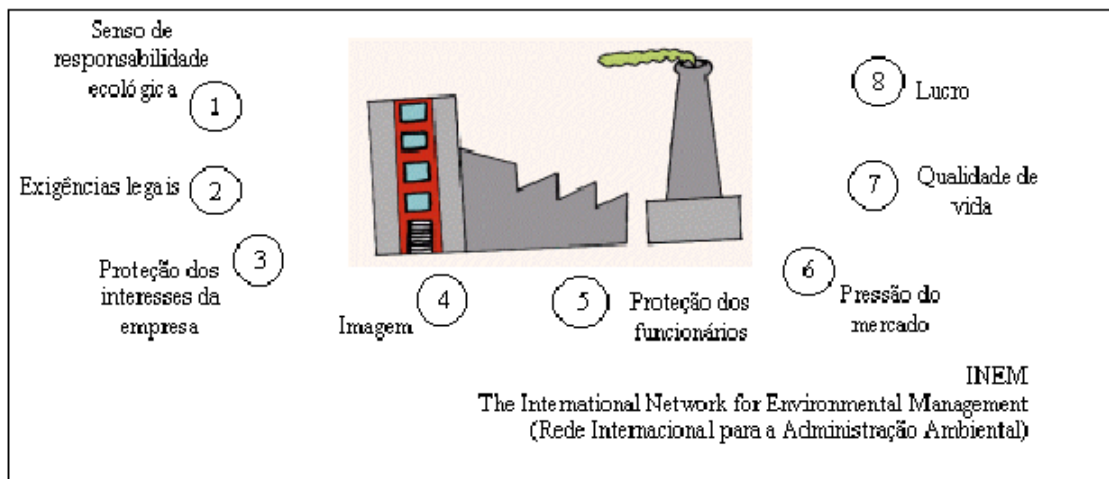 Senso de
responsabilidade
ecológica
1
Exigências legais
2
3
Proteção dos
interesses da
empresa
4
Imagem
5
Proteção dos
funcionários
6
Pressão do
mercado
7
Qualidade de
vida
8
Lucro
INEM
The International Network for Environmental Management
(Rede Internacional para a Administração Ambiental)